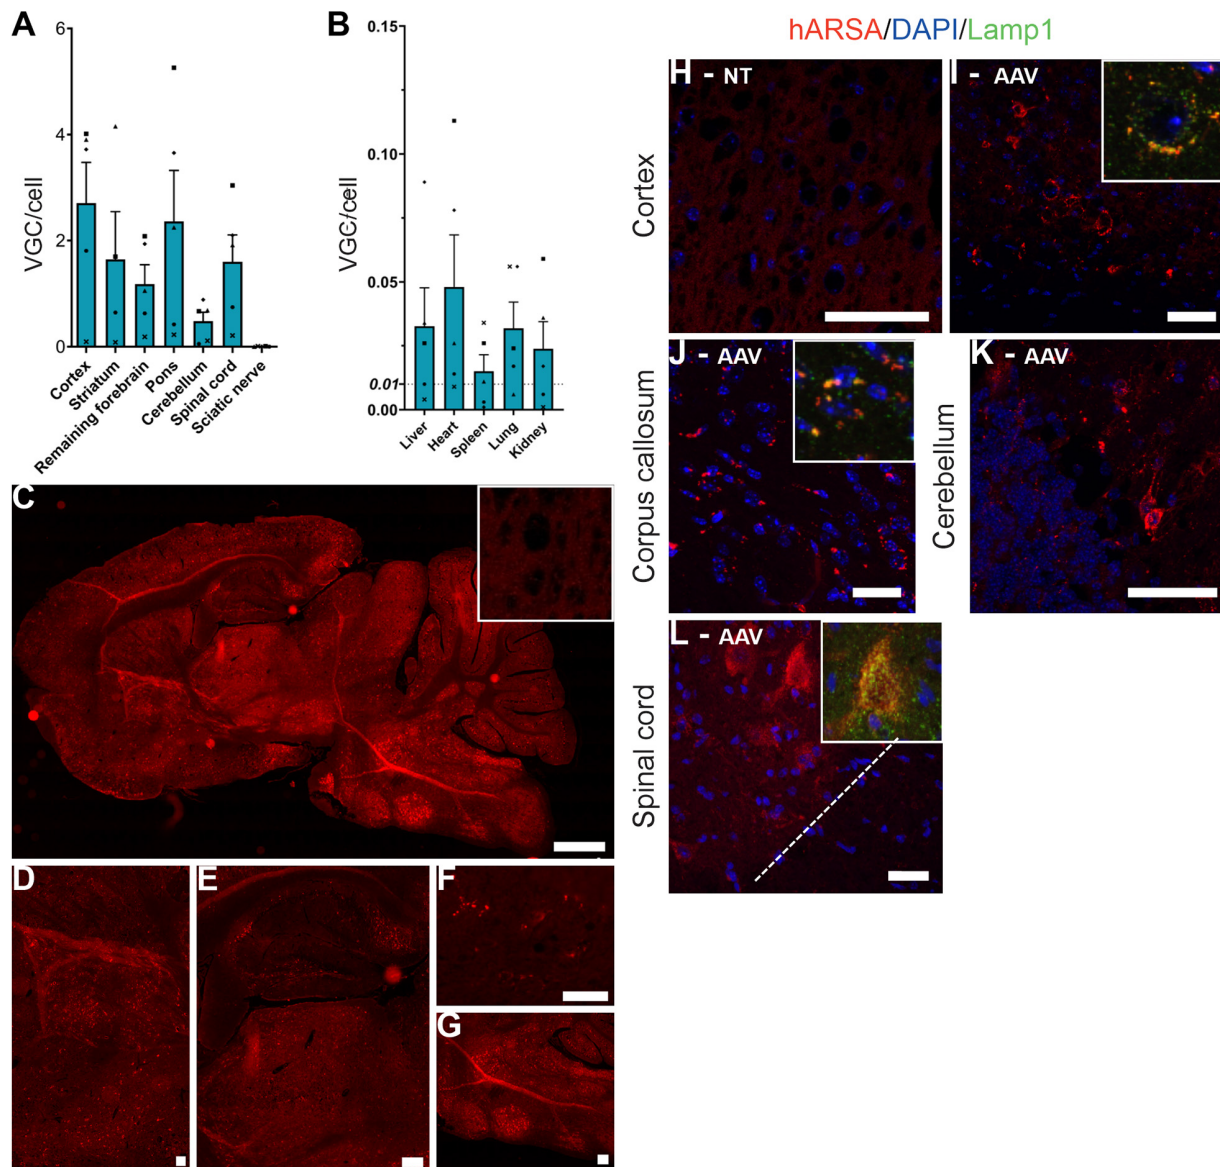 A
VGC/cell
6
4
2
0
Cortex
Striatum
Remaining forebrain
Pons
Cerebellum
Spinal cord
Sciatic nerve
B
VGC/cell
0.15
0.10
0.05
0.01
0.00
Liver
Heart
Spleen
Lung
Kidney
hARSA/DAPI/Lamp1
Cortex
H - NT
I - AAV
Corpus callosum
J - AAV
Cerebellum
K - AAV
Spinal cord
L - AAV
C
D
E
F
G